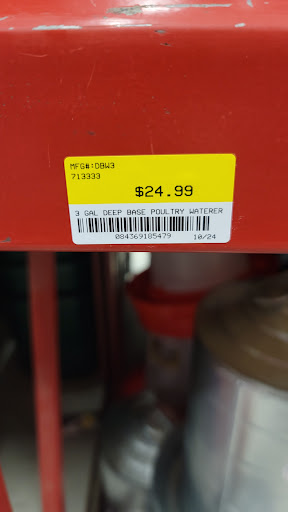 MFG#:DBW3
713333
$24.99
3 GAL DEEP BASE POULTRY WATERER
084369185479 10/24